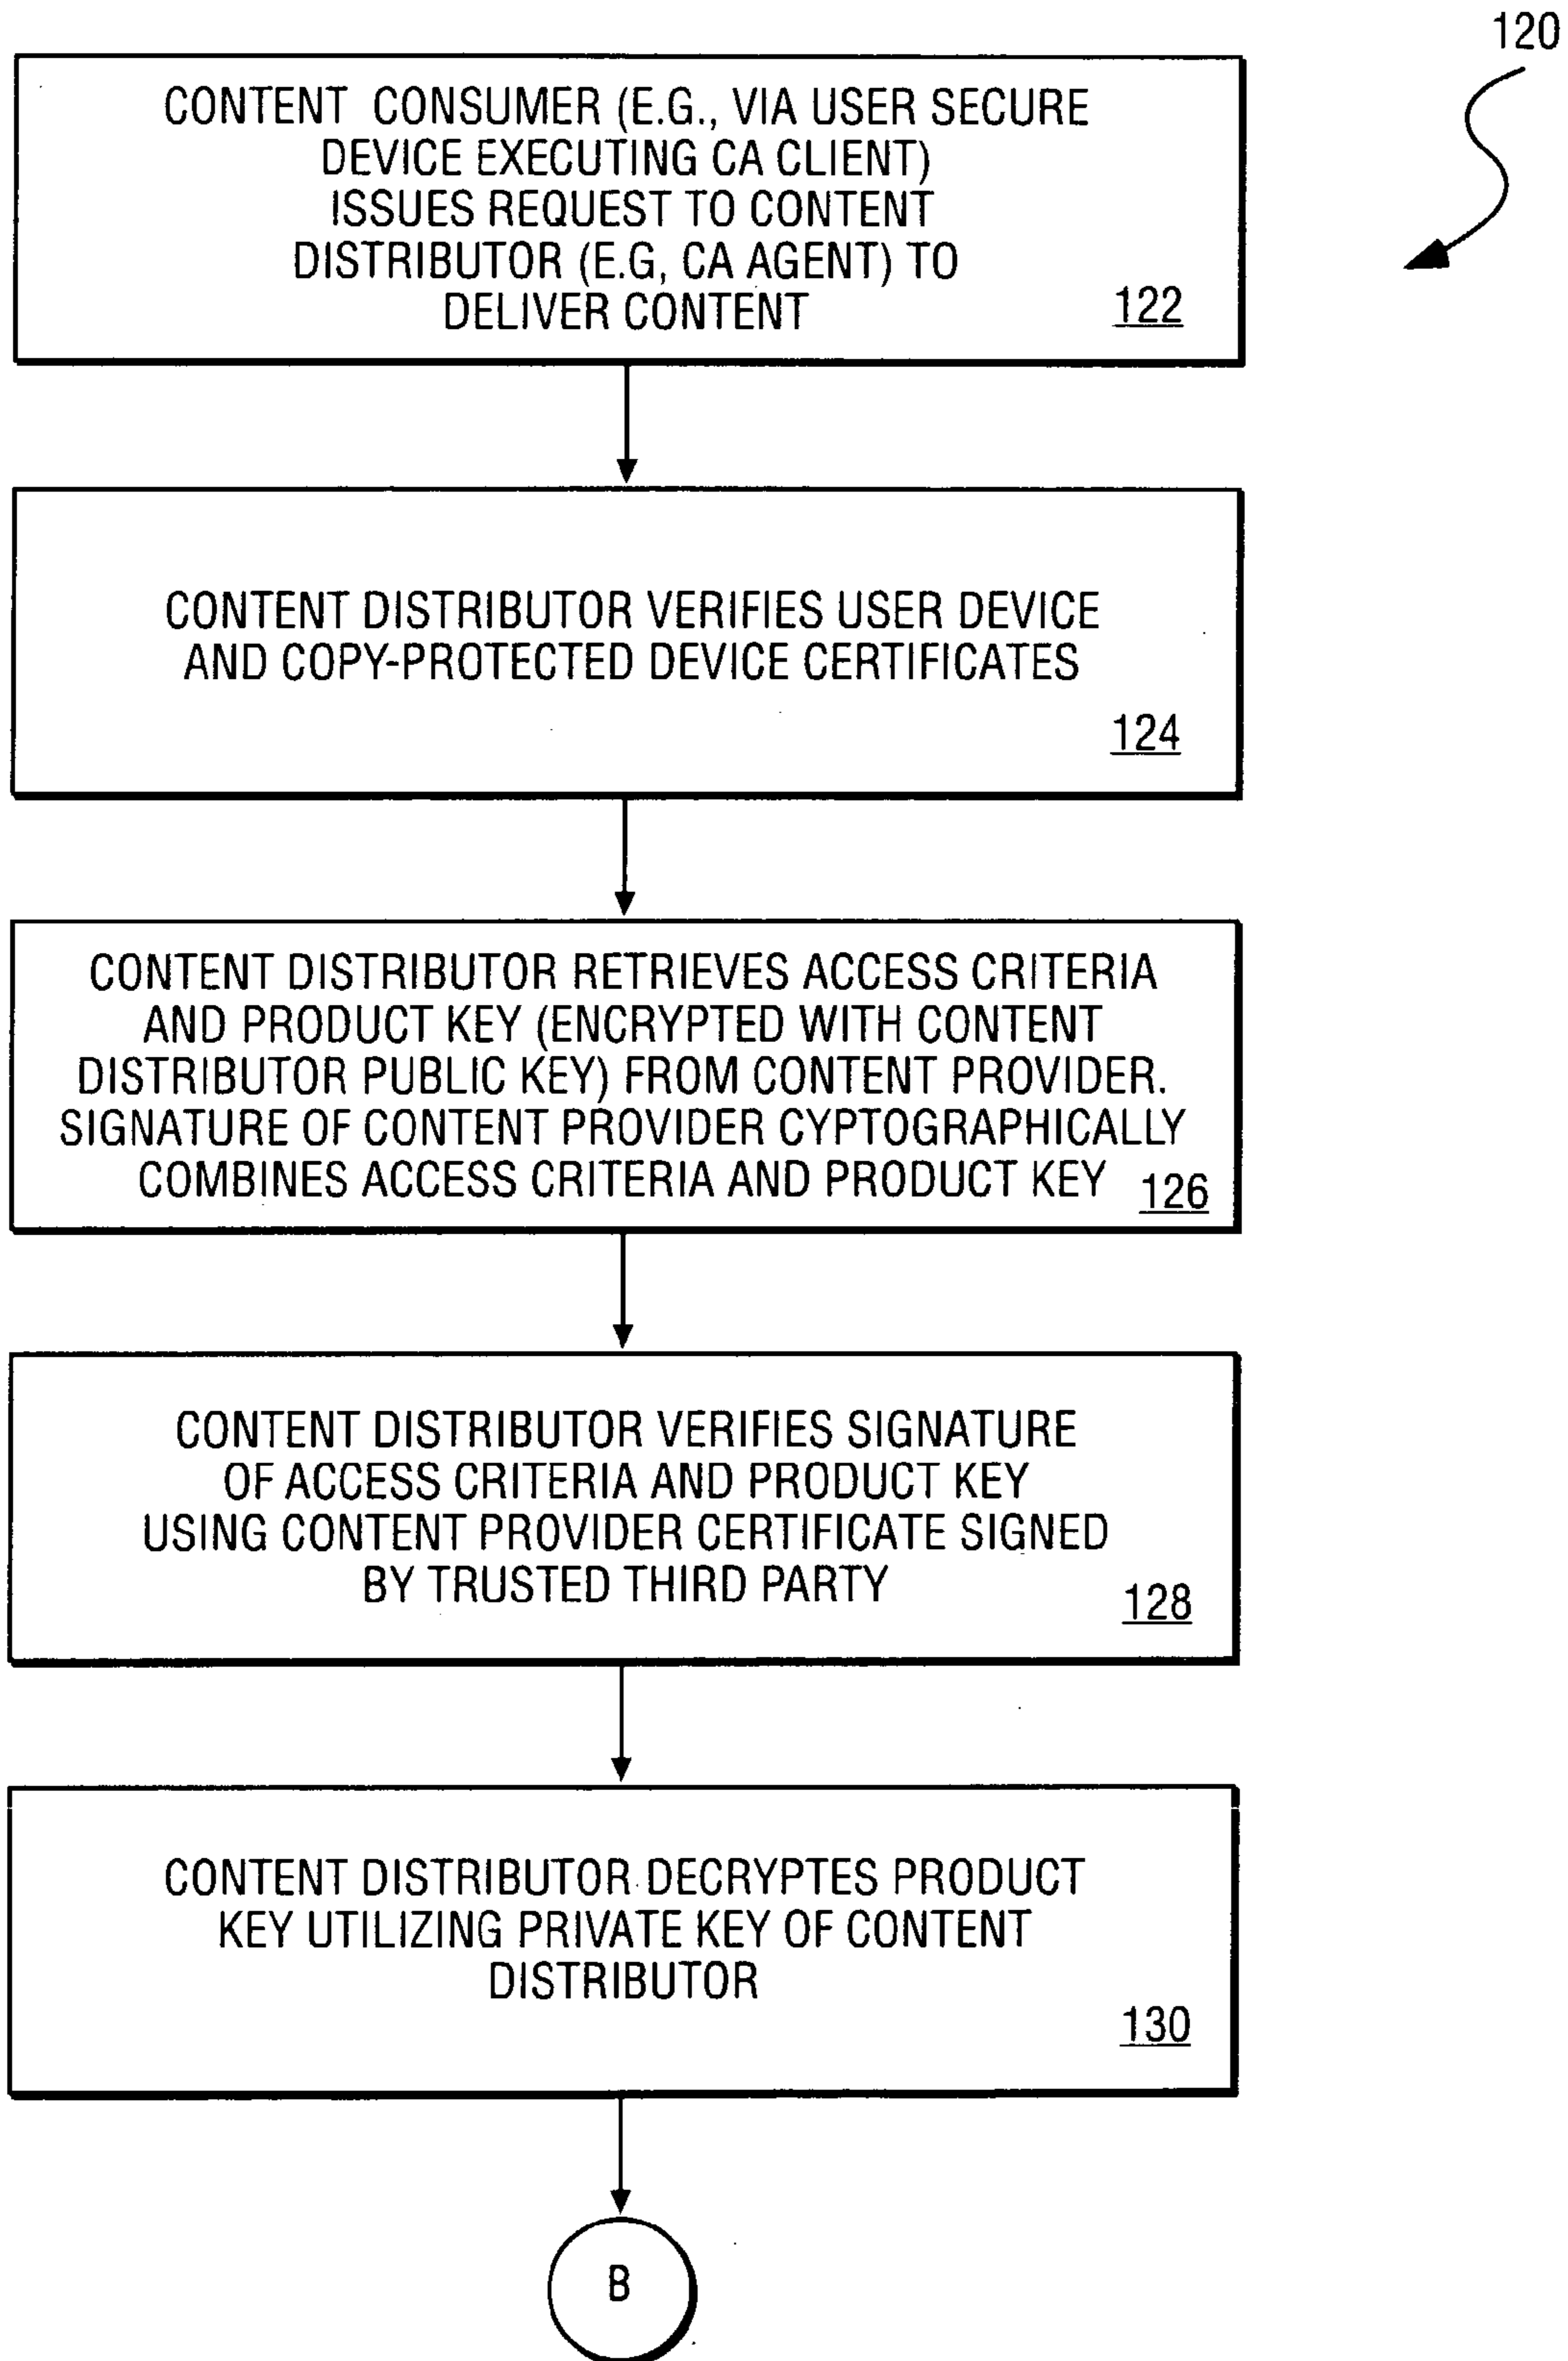 120
CONTENT CONSUMER (E.G., VIA USER SECURE
DEVICE EXECUTING CA CLIENT)
ISSUES REQUEST TO CONTENT
DISTRIBUTOR (E.G, CA AGENT) TO
DELIVER CONTENT
122
CONTENT DISTRIBUTOR VERIFIES USER DEVICE
AND COPY-PROTECTED DEVICE CERTIFICATES
124
CONTENT DISTRIBUTOR RETRIEVES ACCESS CRITERIA
AND PRODUCT KEY (ENCRYPTED WITH CONTENT
DISTRIBUTOR PUBLIC KEY) FROM CONTENT PROVIDER.
SIGNATURE OF CONTENT PROVIDER CYPTOGRAPHICALLY
COMBINES ACCESS CRITERIA AND PRODUCT KEY
126
CONTENT DISTRIBUTOR VERIFIES SIGNATURE
OF ACCESS CRITERIA AND PRODUCT KEY
USING CONTENT PROVIDER CERTIFICATE SIGNED
BY TRUSTED THIRD PARTY
128
CONTENT DISTRIBUTOR DECRYPTES PRODUCT
KEY UTILIZING PRIVATE KEY OF CONTENT
DISTRIBUTOR
130
B